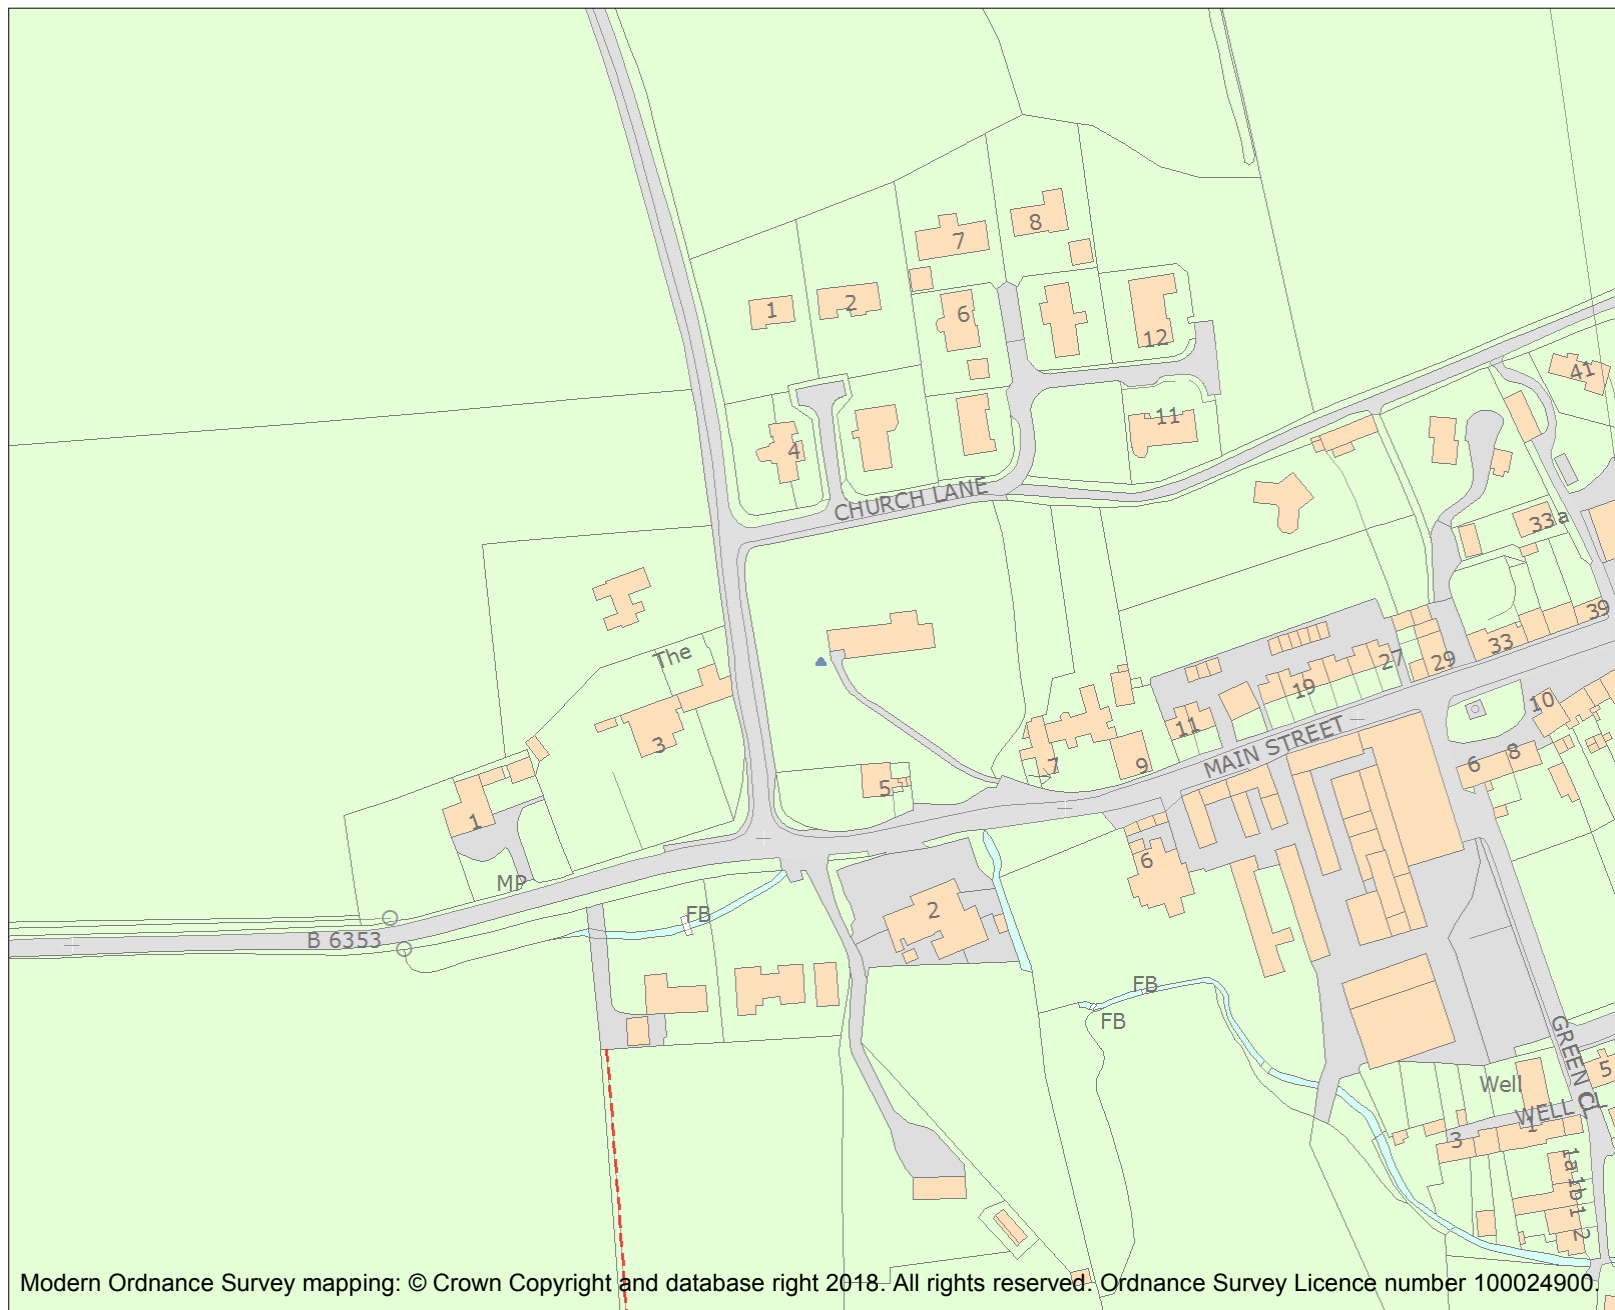 7
8
1
2
6
12
41
11
4
CHURCH LANE
33a
39
The
33
29
27
19
10
11
MAIN STREET
3
7
9
6
8
5
1
6
MP
2
FB
B 6353
FB
FB
GREEN CL
5
Well
WELL CL
1
3
1a1b1 2
Modern Ordnance Survey mapping: © Crown Copyright and database right 2018. All rights reserved. Ordnance Survey Licence number 100024900.